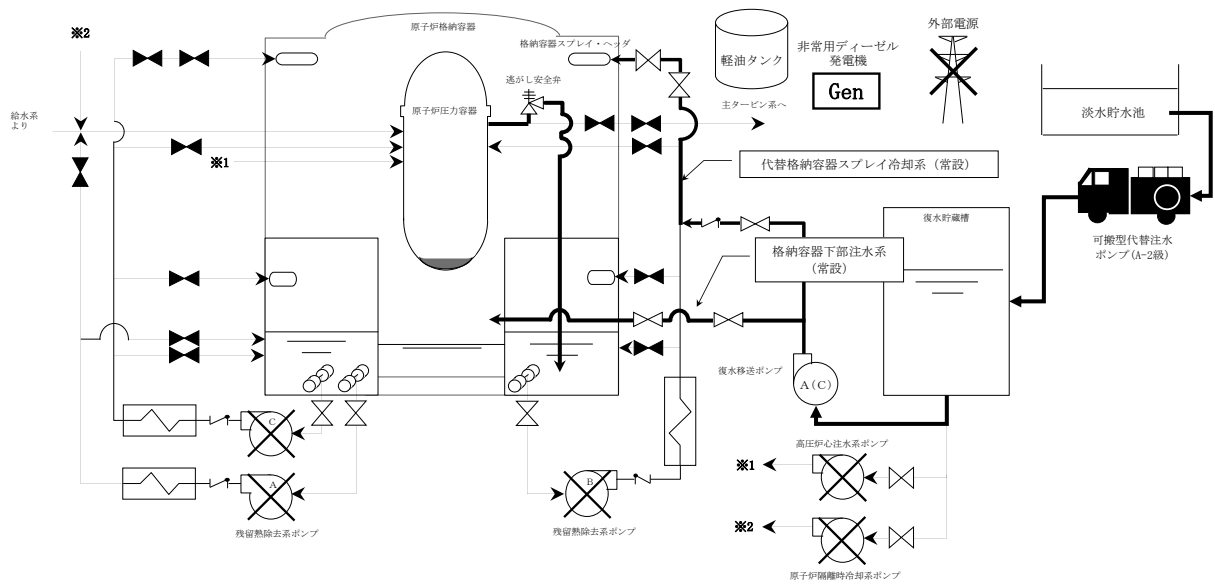 ※2
原子炉格納容器
格納容器スプレイ・ヘッダ
軽油タンク
非常用ディーゼル
発電機
Gen
外部電源
淡水貯水池
逃がし安全弁
原子炉圧力容器
給水系
より
主タービン系へ
※1
代替格納容器スプレイ冷却系(常設)
復水貯蔵槽
可搬型代替注水
ポンプ(A-2級)
格納容器下部注水系
(常設)
復水移送ポンプ
A(C)
C
高圧炉心注水系ポンプ
※1
A
B
残留熱除去系ポンプ
残留熱除去系ポンプ
※2
原子炉隔離時冷却系ポンプ